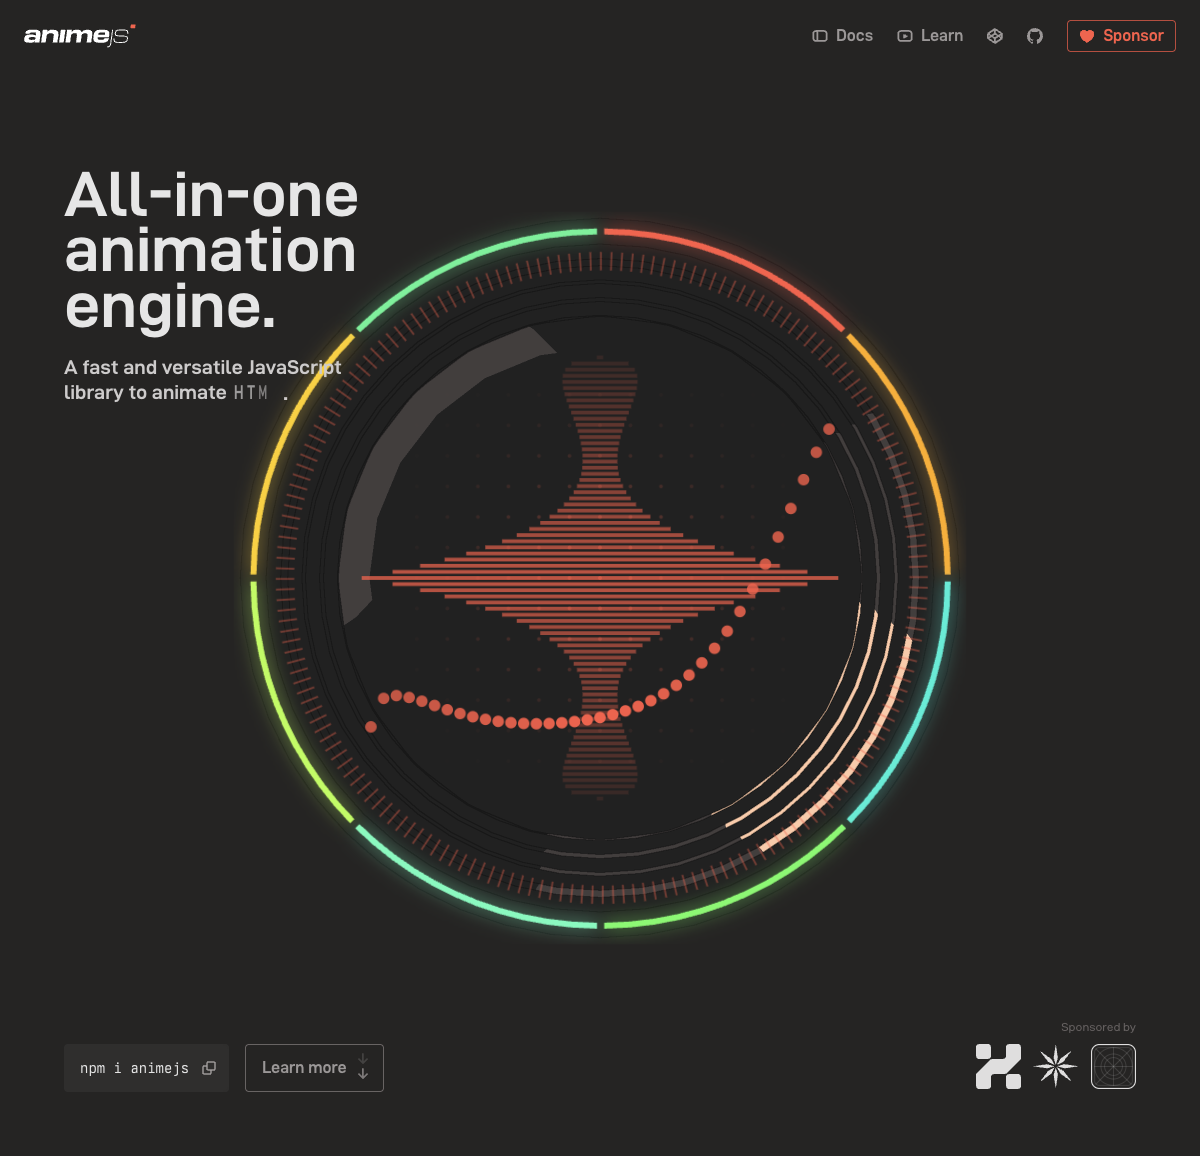 animejs
Docs
Learn
Sponsor
All-in-one
animation
engine.
A fast and versatile JavaScript
library to animate HTM .
npm i animejs
Learn more
Sponsored by